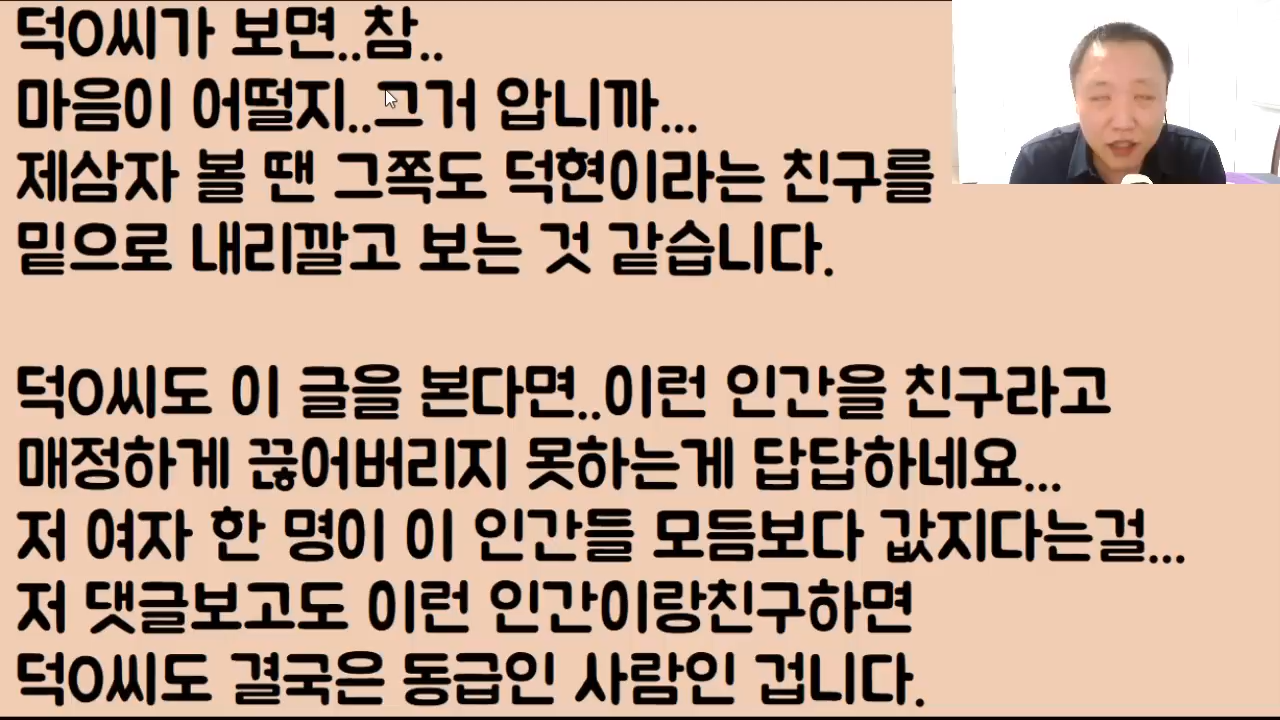 덕O씨가 보면..참..
마음이 어떨지..그거 압니까...
제삼자 볼 땐 그쪽도 덕현이라는 친구를
밑으로 내리깔고 보는 것 같습니다.
덕O씨도 이 글을 본다면..이런 인간을 친구라고
매정하게 끊어버리지 못하는게 답답하네요...
저 여자 한 명이 이 인간들 모듬보다 값지다는걸...
저 댓글보고도 이런 인간이랑친구하면
덕O씨도 결국은 동급인 사람인 겁니다.